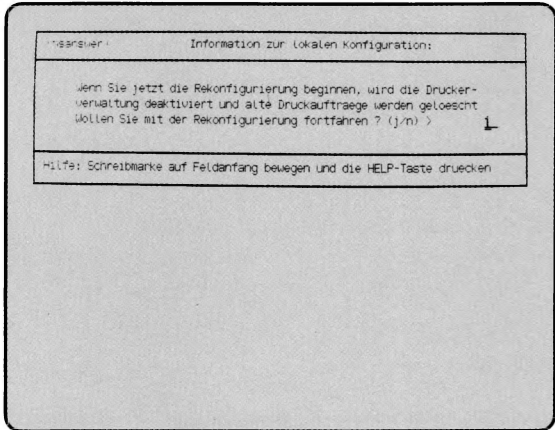 Information zur lokalen Konfiguration:
Wenn Sie jetzt die Rekonfigurierung beginnen, wird die Drucker-
verwaltung deaktiviert und alte Druckauftraege werden geloescht
Wollen Sie mit der Rekonfigurierung fortfahren ? (j/n) >
Hilfe: Schreibmarke auf Feldanfang bewegen und die HELP-Taste druecken